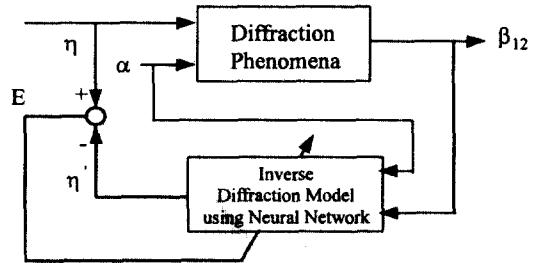 Diffraction
Phenomena
η
α
β12
E
+
-
η'
Inverse
Diffraction Model
using Neural Network